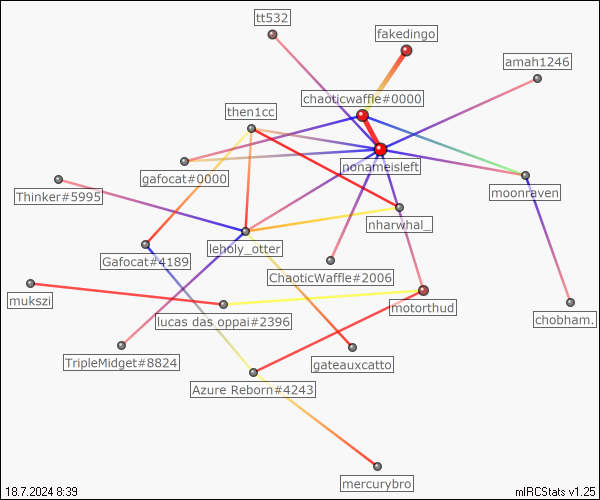 tt532
fakedingo
amah1246
chaoticwaffle#0000
then1cc
nonameisleft
gafocat#0000
moonraven
Thinker#5995
nharwhal_
leholy_otter
Gafocat#4189
ChaoticWaffle#2006
mukszi
motorthud
chobham.
lucas das oppai#2396
TripleMidget#8824
gateauxcatto
Azure Reborn#4243
mercurybro
18.7.2024 8:39
mIRCStats v1.25